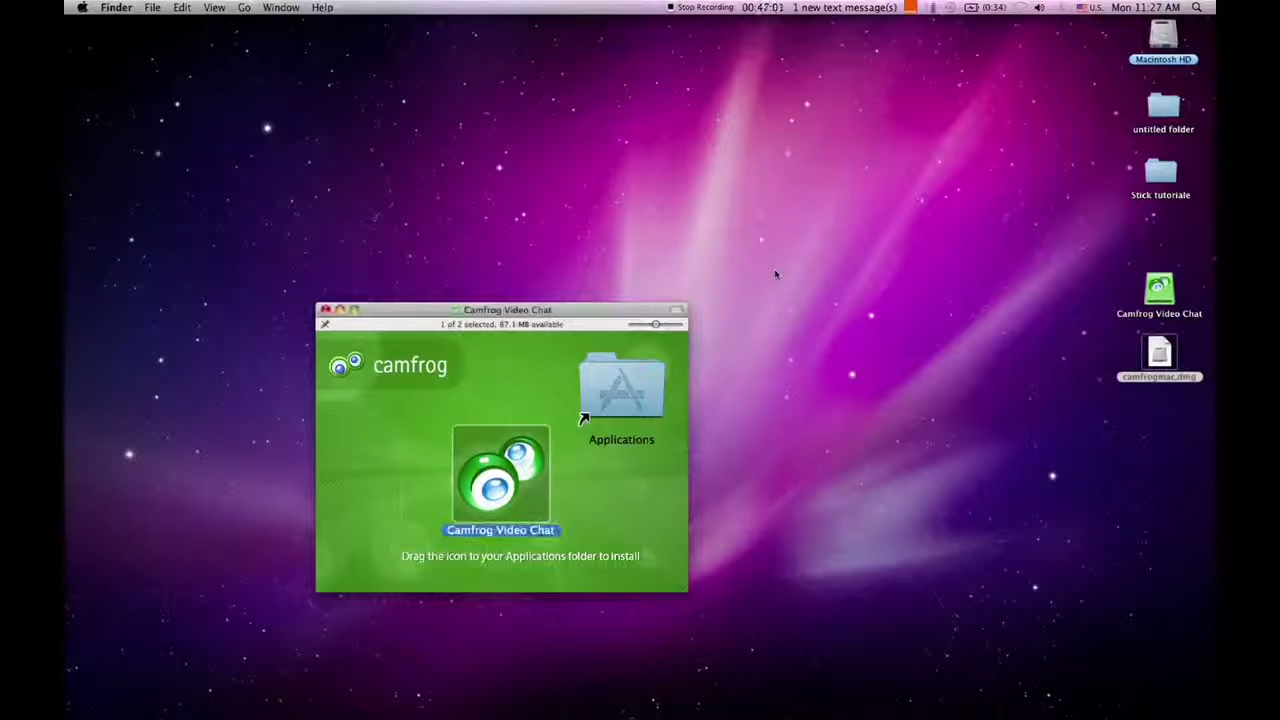 Finder File Edit View Go Window Help
Stop Recording 00:47:01 1 new text message(s) (0:34) U.S. Mon 11:27 AM
Macintosh HD
untitled folder
Stick tutoriale
Camfrog Video Chat
camfrogmac.dmg
Camfrog Video Chat
1 of 2 selected, 87.1 MB available
camfrog
Applications
Camfrog Video Chat
Drag the icon to your Applications folder to install